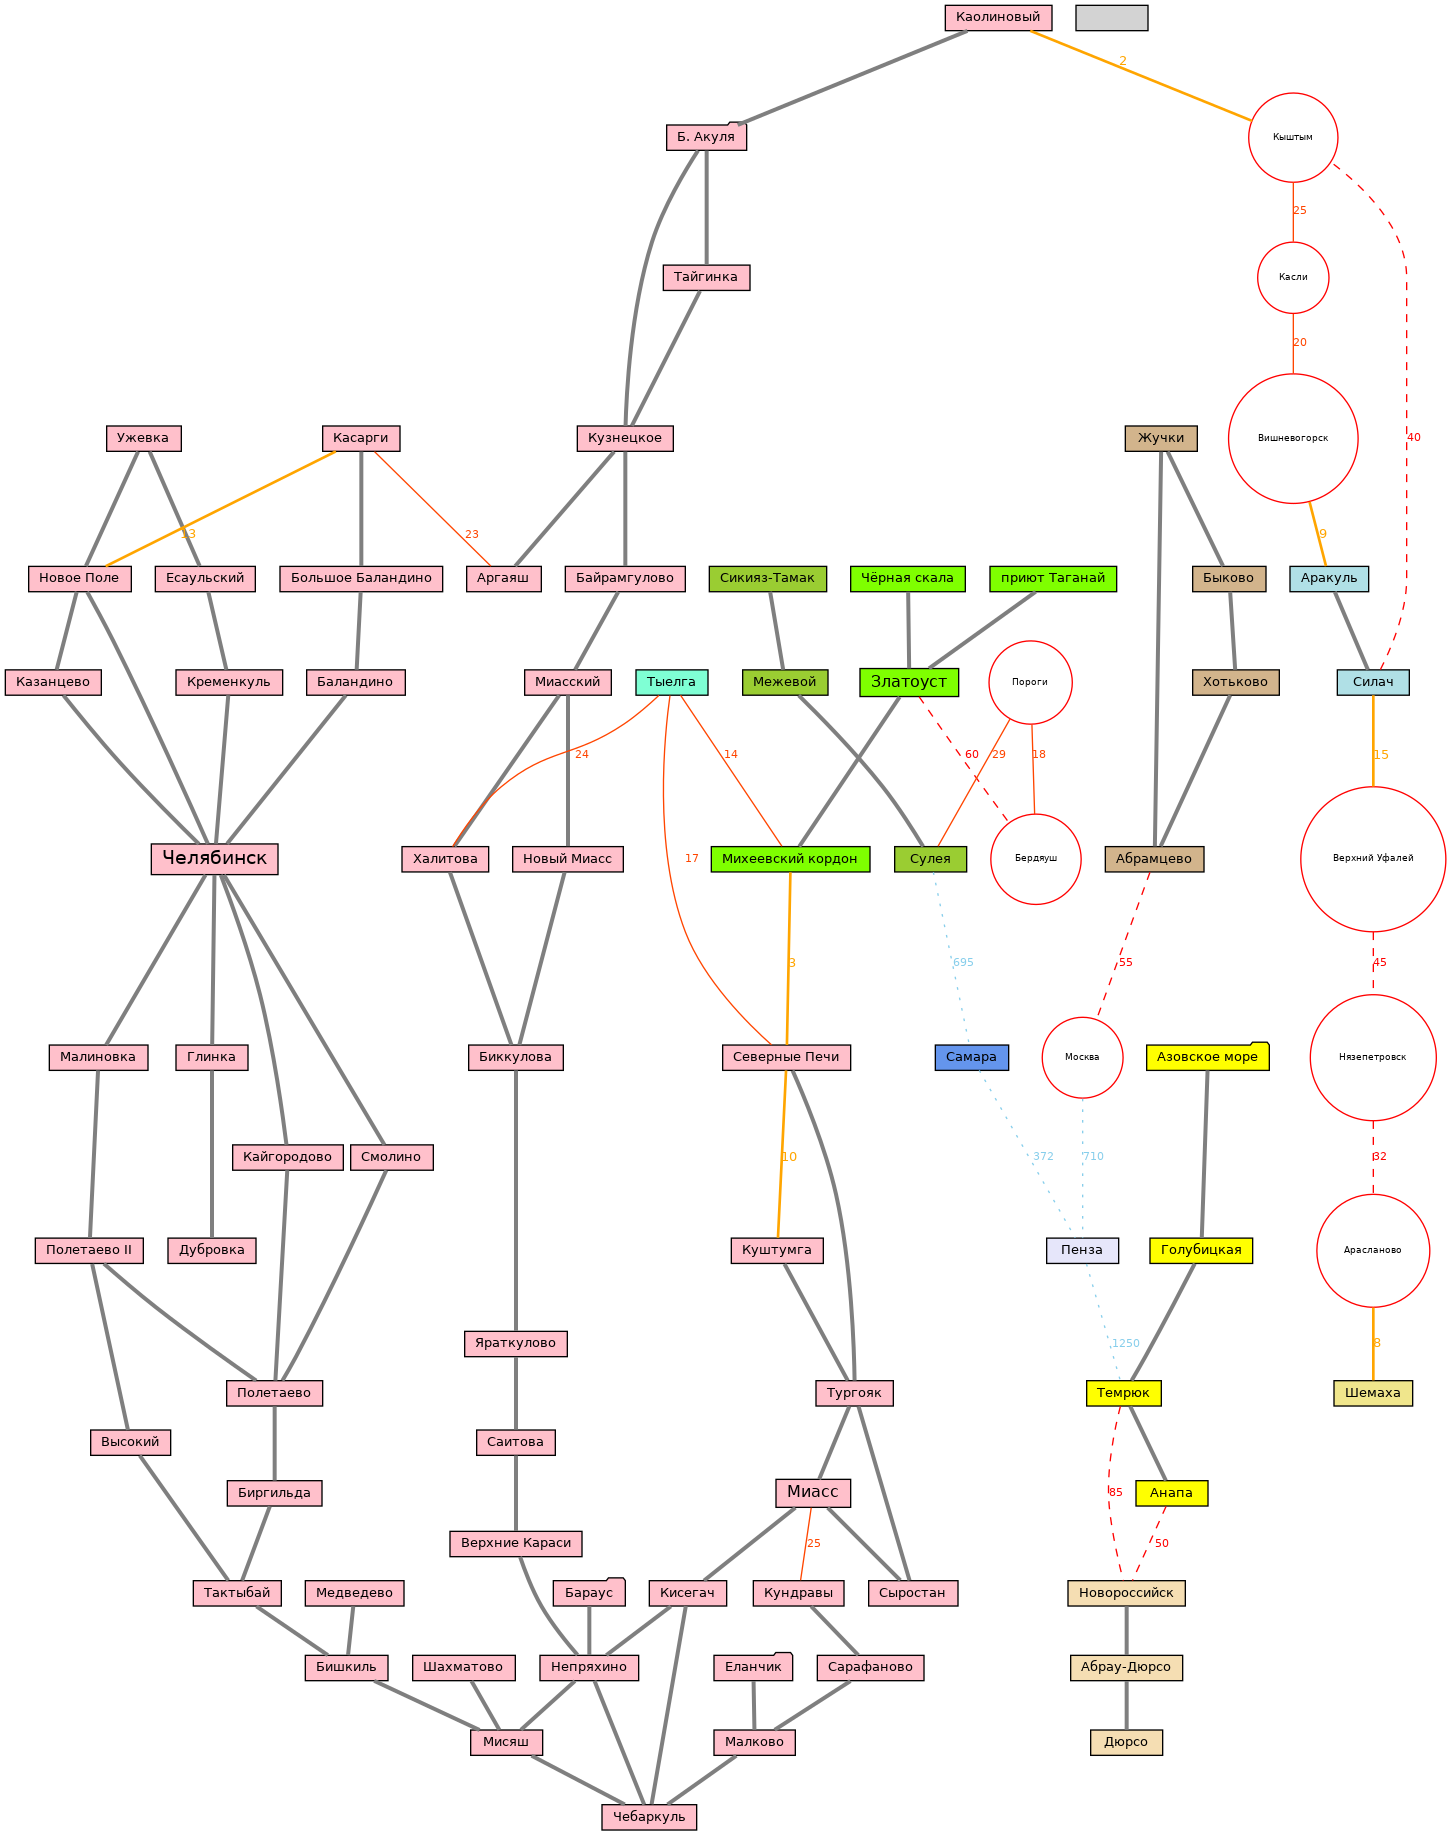 Каолиновый
2
Б. Акуля
Кыштым
25
Тайгинка
Касли
20
Ужевка
Касарги
Кузнецкое
Жучки
Вишневогорск
40
13
23
9
Новое Поле
Есаульский
Большое Баландино
Аргаяш
Байрамгулово
Сикияз-Тамак
Чёрная скала
приют Таганай
Быково
Аракуль
Казанцево
Кременкуль
Баландино
Миасский
Тыелга
Межевой
Златоуст
Пороги
Хотьково
Силач
24
14
60
29
18
15
Челябинск
Халитова
Новый Миасс
17
Михеевский кордон
Сулея
Бердяуш
Абрамцево
Верхний Уфалей
3
695
55
45
Малиновка
Глинка
Биккулова
Северные Печи
Самара
Москва
Азовское море
Нязепетровск
Кайгородово
Смолино
10
372
710
32
Полетаево II
Дубровка
Куштумга
Пенза
Голубицкая
Арасланово
Яраткулово
1250
8
Полетаево
Тургояк
Темрюк
Шемаха
Высокий
Саитова
Биргильда
Миасс
85
Анапа
Верхние Караси
25
50
Тактыбай
Медведево
Бараус
Кисегач
Кундравы
Сыростан
Новороссийск
Бишкиль
Шахматово
Непряхино
Еланчик
Сарафаново
Абрау-Дюрсо
Мисяш
Малково
Дюрсо
Чебаркуль